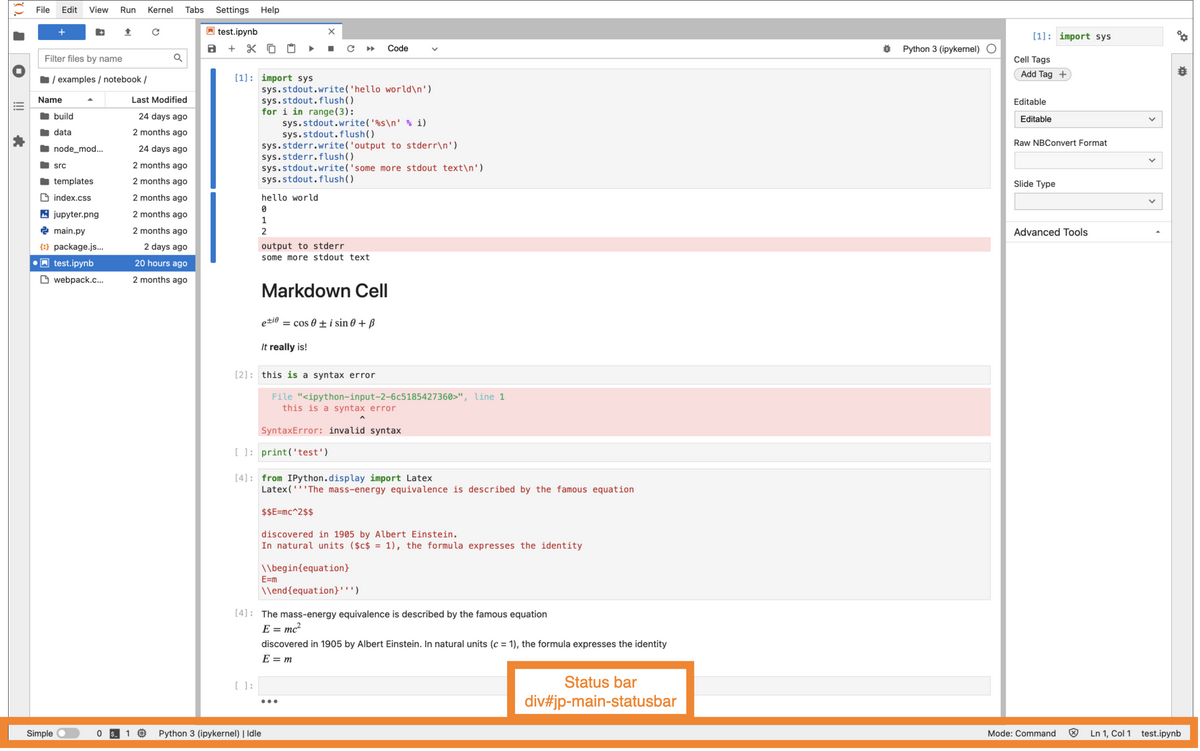 File Edit View Run Kernel Tabs Settings Help
+
Filter files by name
/ examples / notebook /
Name Last Modified
build 24 days ago
data 2 months ago
node_mod... 24 days ago
src 2 months ago
templates 2 months ago
index.css 2 months ago
jupyter.png 2 months ago
main.py 2 months ago
package.js... 2 days ago
test.ipynb 20 hours ago
webpack.c... 2 months ago
test.ipynb
Code
Python 3 (ipykernel)
[1]: import sys
sys.stdout.write('hello world\n')
sys.stdout.flush()
for i in range(3):
    sys.stdout.write('%s\n' % i)
    sys.stdout.flush()
sys.stderr.write('output to stderr\n')
sys.stderr.flush()
sys.stdout.write('some more stdout text\n')
sys.stdout.flush()
hello world
0
1
2
output to stderr
some more stdout text
Markdown Cell
e^±iθ = cos θ ± i sin θ + β
It really is!
[2]: this is a syntax error
File "<ipython-input-2-6c5185427360>", line 1
this is a syntax error
^
SyntaxError: invalid syntax
[ ]: print('test')
[4]: from IPython.display import Latex
Latex('''The mass-energy equivalence is described by the famous equation
$$E=mc^2$$
discovered in 1905 by Albert Einstein.
In natural units ($c$ = 1), the formula expresses the identity
\\begin{equation}
E=m
\\end{equation}''')
[4]: The mass-energy equivalence is described by the famous equation
E = mc²
discovered in 1905 by Albert Einstein. In natural units (c = 1), the formula expresses the identity
E = m
[ ]:
[1]: import sys
Cell Tags
Add Tag +
Editable
Editable
Raw NBConvert Format
Slide Type
Advanced Tools
Status bar
div#jp-main-statusbar
Simple 0 1 Python 3 (ipykernel) | Idle Mode: Command Ln 1, Col 1 test.ipynb